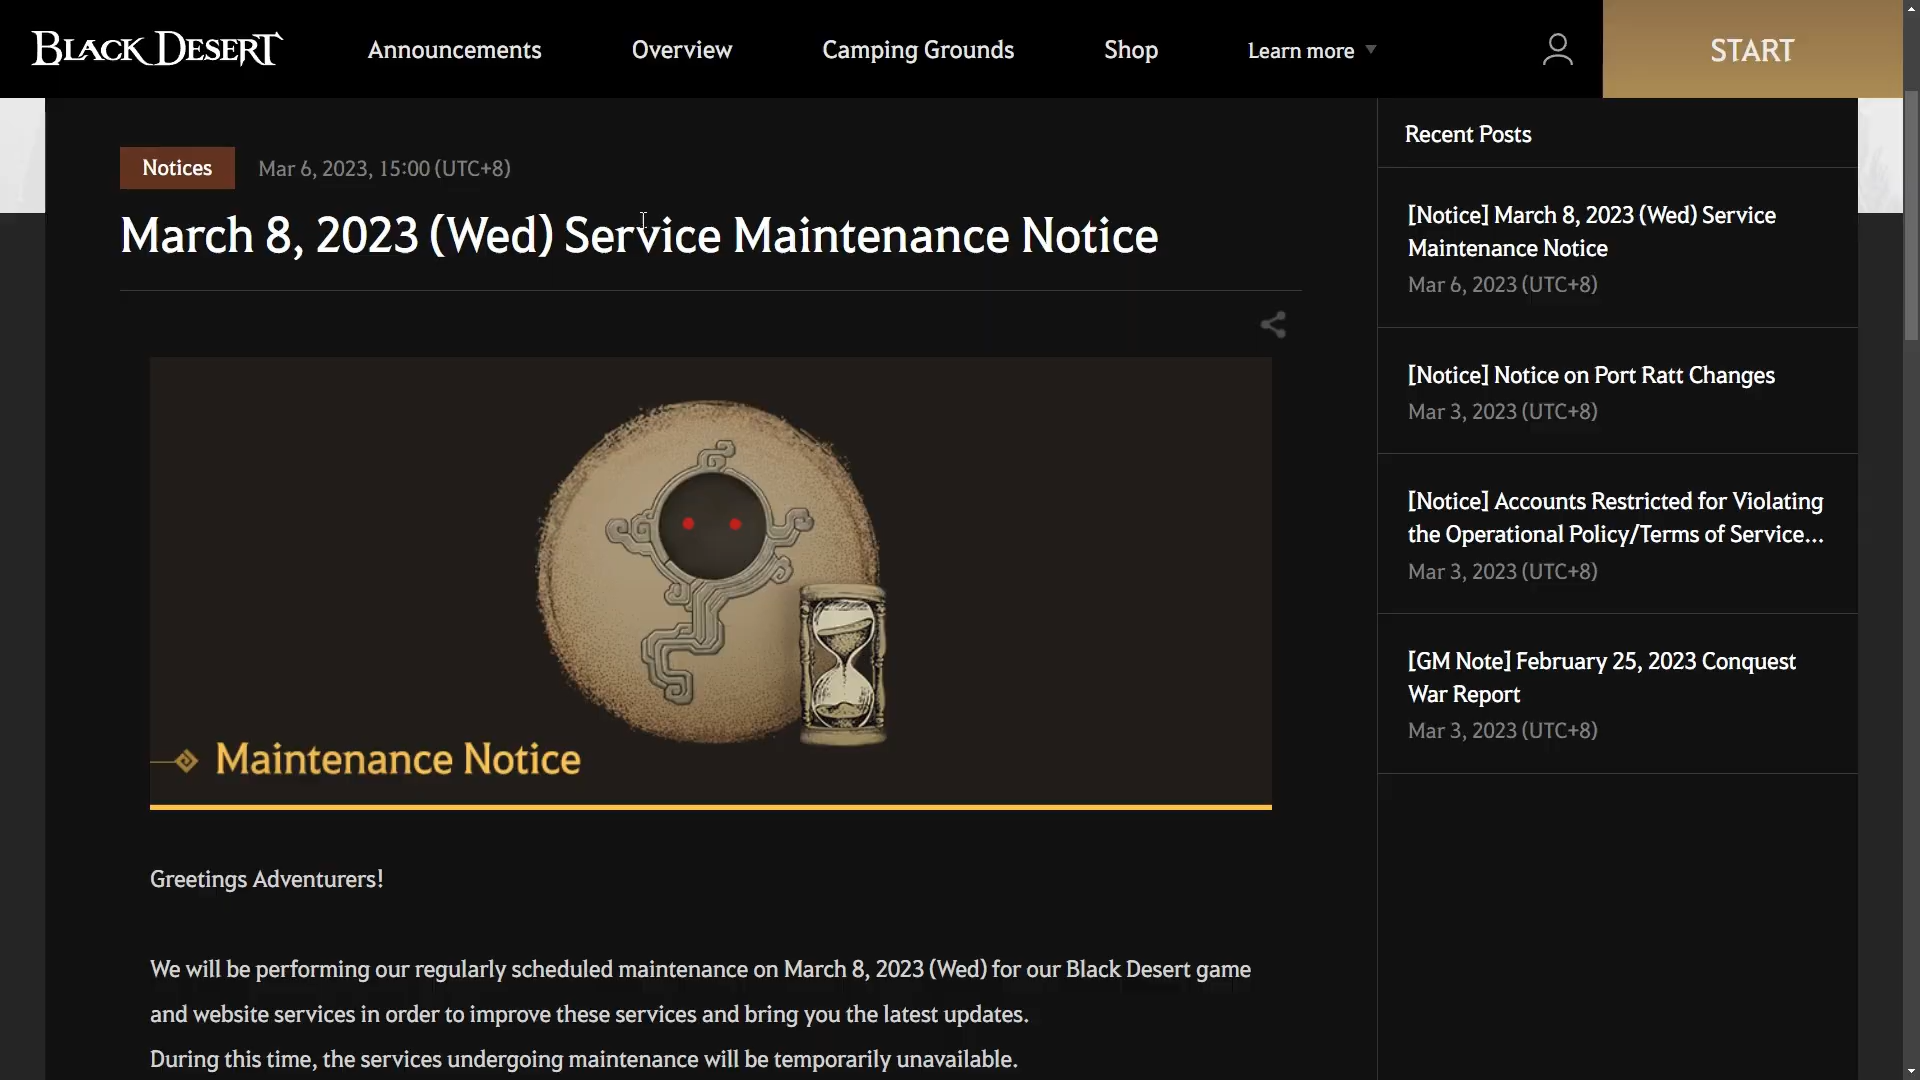 BLACK DESERT
Announcements
Overview
Camping Grounds
Shop
Learn more
START
Notices
Mar 6, 2023, 15:00 (UTC+8)
March 8, 2023 (Wed) Service Maintenance Notice
Maintenance Notice
Greetings Adventurers!
We will be performing our regularly scheduled maintenance on March 8, 2023 (Wed) for our Black Desert game
and website services in order to improve these services and bring you the latest updates.
During this time, the services undergoing maintenance will be temporarily unavailable.
Recent Posts
[Notice] March 8, 2023 (Wed) Service
Maintenance Notice
Mar 6, 2023 (UTC+8)
[Notice] Notice on Port Ratt Changes
Mar 3, 2023 (UTC+8)
[Notice] Accounts Restricted for Violating
the Operational Policy/Terms of Service...
Mar 3, 2023 (UTC+8)
[GM Note] February 25, 2023 Conquest
War Report
Mar 3, 2023 (UTC+8)